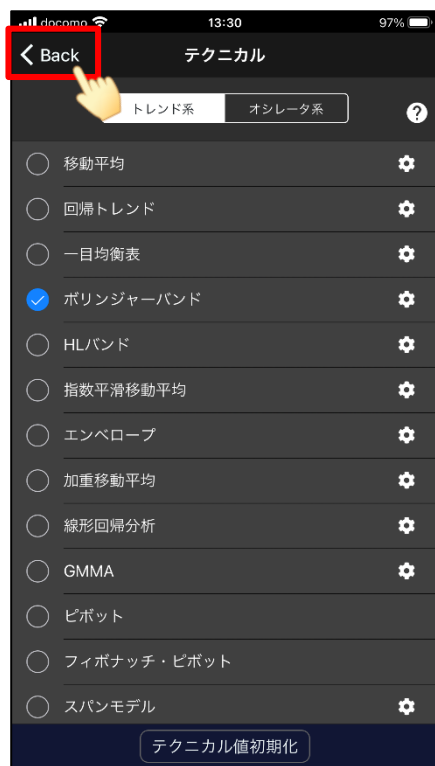 docomo 13:30 97%
Back テクニカル
トレンド系 オシレータ系 ?
移動平均
回帰トレンド
一目均衡表
ボリンジャーバンド
HLバンド
指数平滑移動平均
エンベロープ
加重移動平均
線形回帰分析
GMMA
ピボット
フィボナッチ・ピボット
スパンモデル
テクニカル値初期化